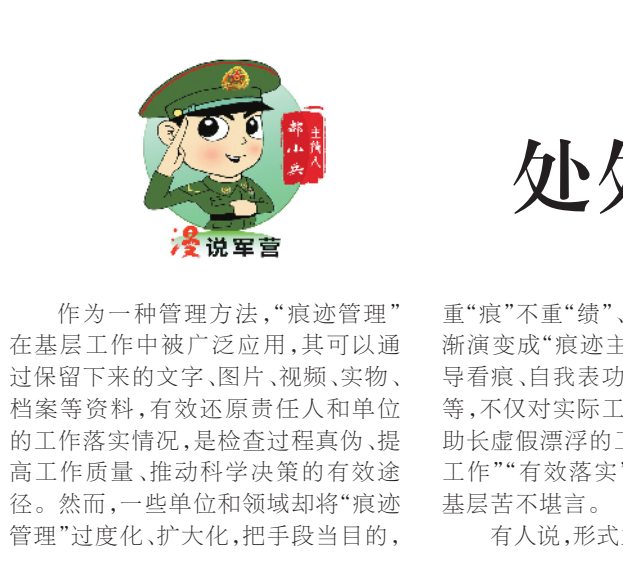 主持人
郝小兵
漫说军营
处
作为一种管理方法,“痕迹管理”
在基层工作中被广泛应用,其可以通
过保留下来的文字、图片、视频、实物、
档案等资料,有效还原责任人和单位
的工作落实情况,是检查过程真伪、提
高工作质量、推动科学决策的有效途
径。然而,一些单位和领域却将“痕迹
管理”过度化、扩大化,把手段当目的,
重“痕”不重“绩”、
渐演变成“痕迹主
导看痕、自我表功
等,不仅对实际工
助长虚假漂浮的工
工作”“有效落实”
基层苦不堪言。
有人说,形式